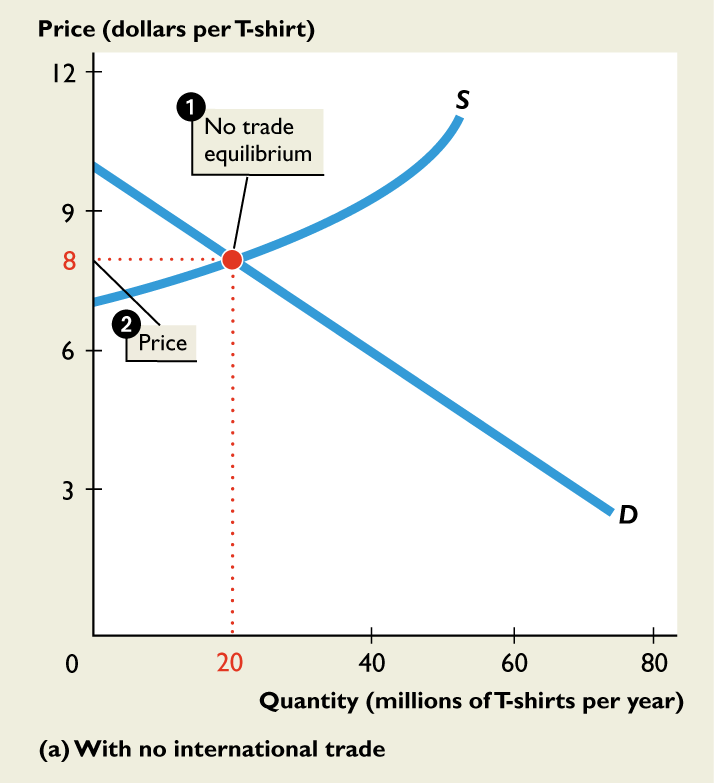 Price (dollars per T-shirt)
12
S
1
No trade
equilibrium
9
8
2
Price
6
3
D
0
20
40
60
80
Quantity (millions of T-shirts per year)
(a) With no international trade